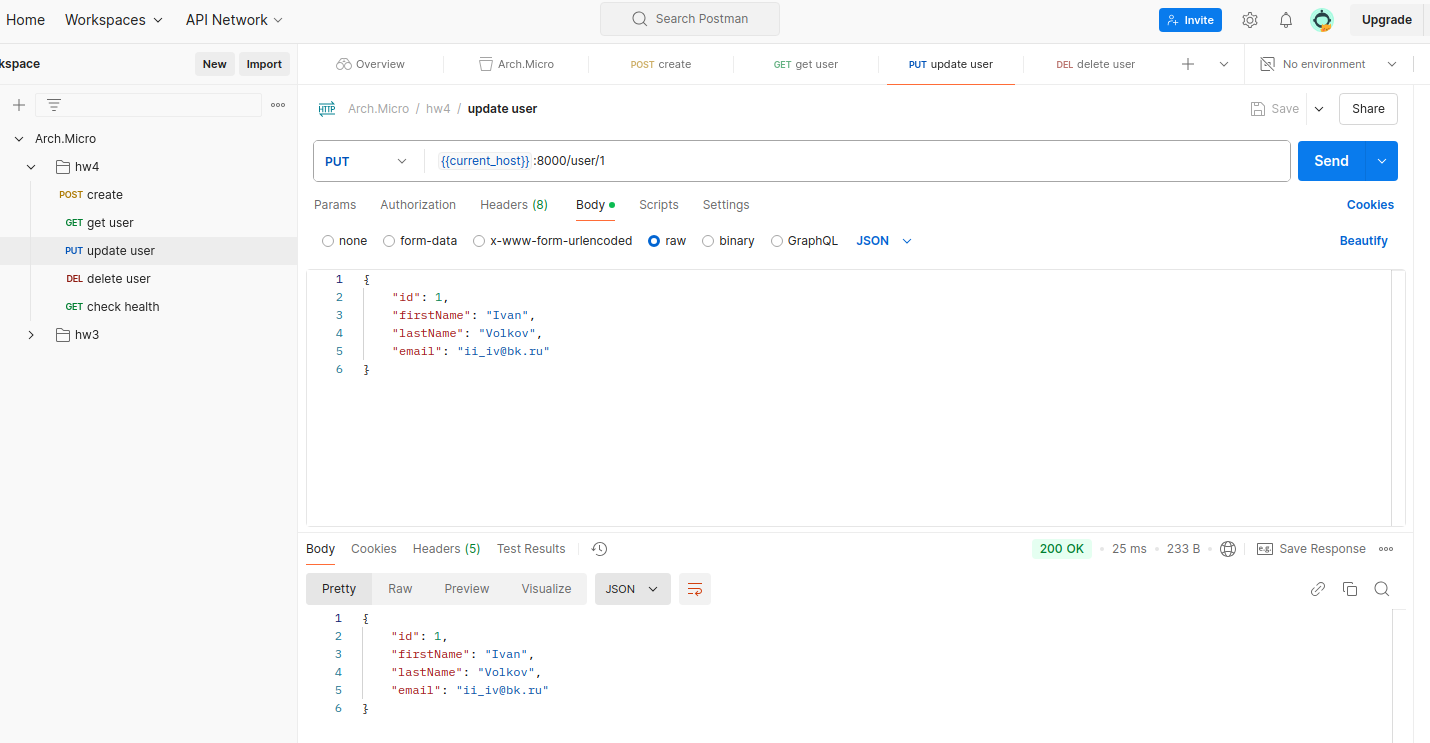 Home Workspaces API Network Search Postman Invite Upgrade
kspace New Import
Overview Arch.Micro POST create GET get user PUT update user DEL delete user No environment
HTTP Arch.Micro / hw4 / update user Save Share
Arch.Micro
hw4
POST create
GET get user
PUT update user
DEL delete user
GET check health
hw3
PUT {{current_host}} :8000/user/1 Send
Params Authorization Headers (8) Body Scripts Settings Cookies
none form-data x-www-form-urlencoded raw binary GraphQL JSON Beautify
1 {
2 "id": 1,
3 "firstName": "Ivan",
4 "lastName": "Volkov",
5 "email": "ii_iv@bk.ru"
6 }
Body Cookies Headers (5) Test Results 200 OK 25 ms 233 B e.g. Save Response
Pretty Raw Preview Visualize JSON
1 {
2 "id": 1,
3 "firstName": "Ivan",
4 "lastName": "Volkov",
5 "email": "ii_iv@bk.ru"
6 }